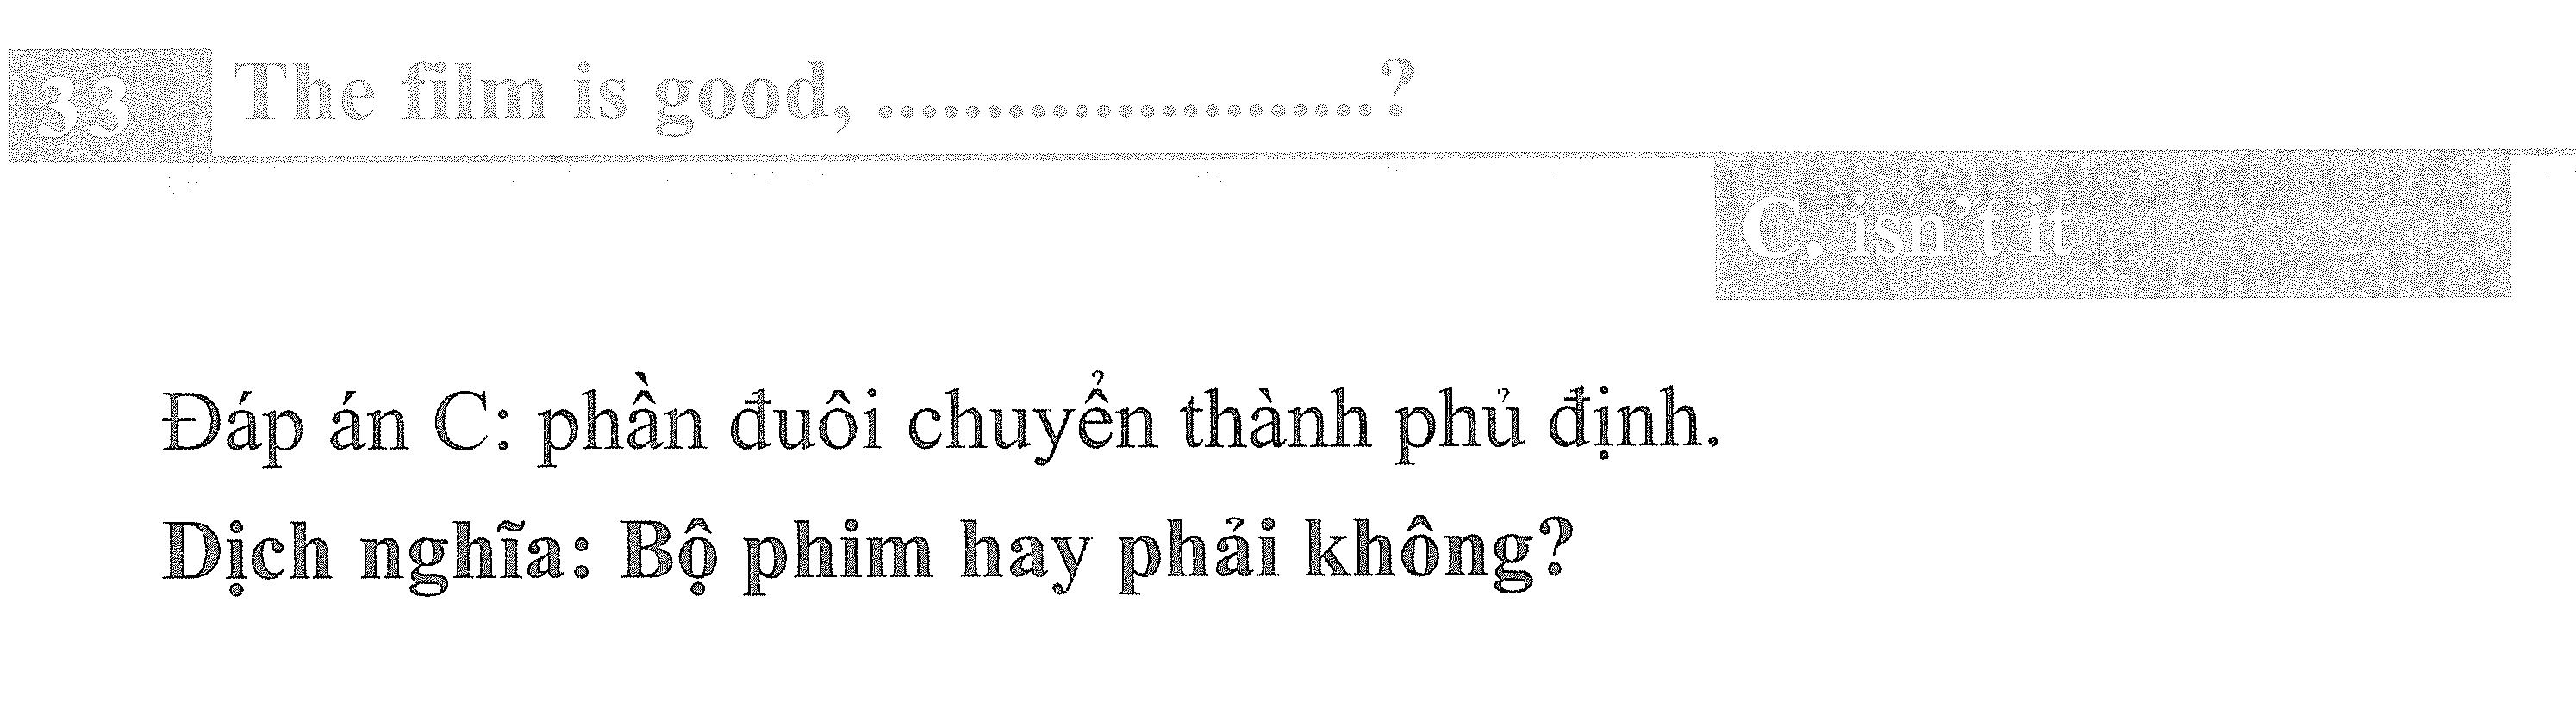 33 The film is good, .......................?
C. isn't it
Đáp án C: phần đuôi chuyển thành phủ định.
Dịch nghĩa: Bộ phim hay phải không?